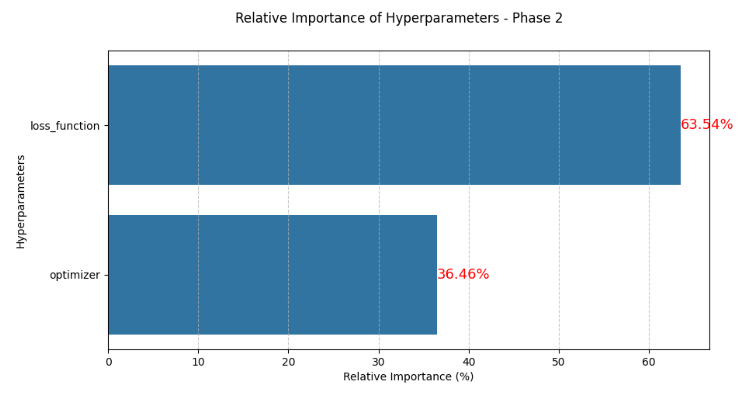 Relative Importance of Hyperparameters - Phase 2
loss_function
63.54%
Hyperparameters
optimizer
36.46%
0 10 20 30 40 50 60
Relative Importance (%)